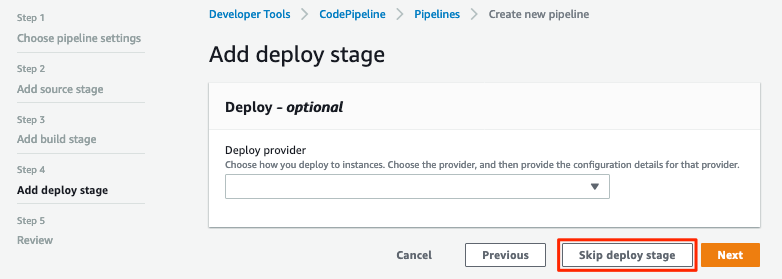 Developer Tools > CodePipeline > Pipelines > Create new pipeline
Step 1
Choose pipeline settings
Step 2
Add source stage
Step 3
Add build stage
Step 4
Add deploy stage
Step 5
Review
Add deploy stage
Deploy - optional
Deploy provider
Choose how you deploy to instances. Choose the provider, and then provide the configuration details for that provider.
Cancel
Previous
Skip deploy stage
Next